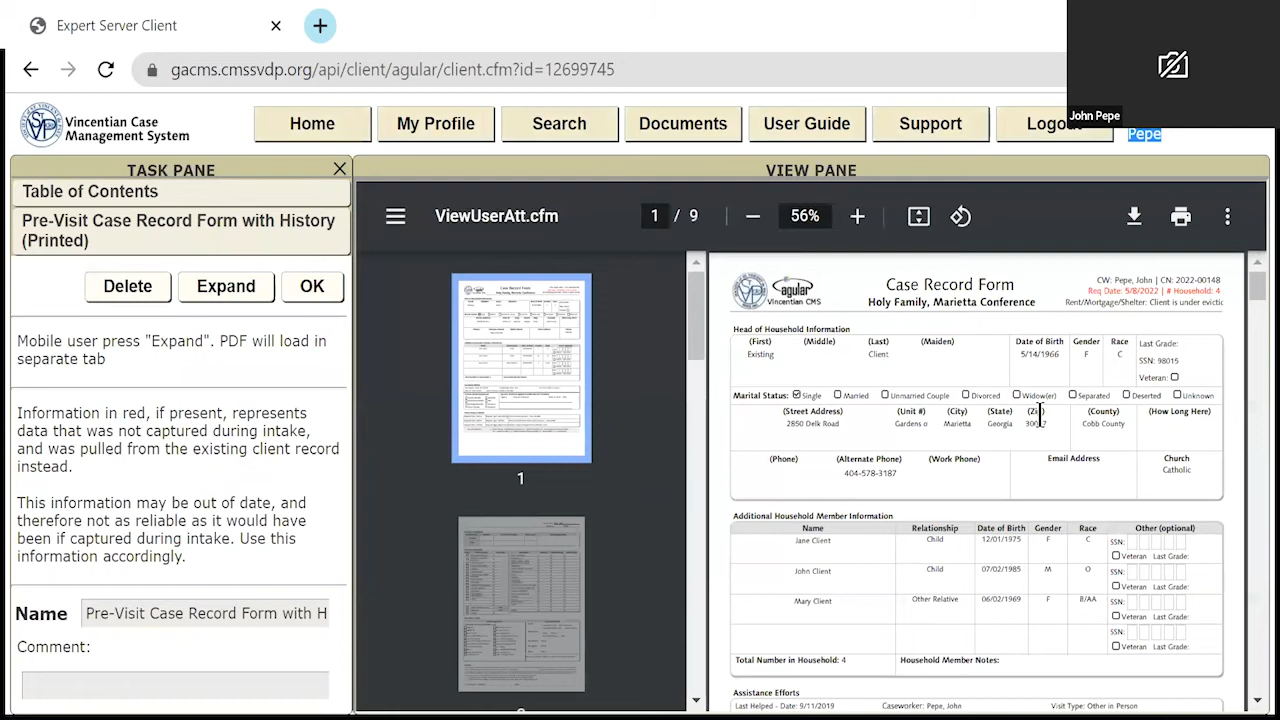 Expert Server Client
gacms.cmssvdp.org/api/client/agular/client.cfm?id=12699745
John Pepe
Pepe
Vincentian Case
Management System
Home
My Profile
Search
Documents
User Guide
Support
Logout
TASK PANE
Table of Contents
Pre-Visit Case Record Form with History
(Printed)
Delete
Expand
OK
Mobile user press "Expand". PDF will load in
separate tab
Information in red, if present, represents
data that was not captured during intake,
and was pulled from the existing client record
instead.
This information may be out of date, and
therefore not as reliable as it would have
been if captured during intake. Use this
information accordingly.
Name
Pre-Visit Case Record Form with H
Comment:
VIEW PANE
ViewUserAtt.cfm
1 / 9
56%
1
agular
Vincentian CMS
Case Record Form
Holy Family, Marietta Conference
CW: Pepe, John | CN: 2022-00148
Req Date: 5/8/2022 | # Household: 4
Rent/Mortgage/Shelter: Client is under evictic
Head of Household Information
(First) (Middle) (Last) (Maiden) Date of Birth Gender Race
Existing Client 5/14/1966 F C
Last Grade:
SSN: 98015
Veteran:
Marital Status: Single Married Unmarried Couple Divorced Widow(er) Separated Deserted Unknown
(Street Address) (Unit #) (City) (State) (County)
2850 Delk Road Gardens of Marietta Georgia Cobb County
(Phone) (Alternate Phone) (Work Phone) Email Address Church
404-578-3187 Catholic
Additional Household Member Information
Name Relationship Date of Birth Gender Race Other (optional)
Jane Client Child 12/01/1975 F C SSN:
Veteran Last Grade:
John Client Child 07/02/1985 M O SSN:
Veteran Last Grade:
Mary Client Other Relative 06/02/1969 F B/AA SSN:
Veteran Last Grade:
SSN:
Veteran Last Grade:
Total Number in Household: 4 Household Member Notes:
Assistance Efforts
Last Helped - Date: 9/11/2019 Caseworker: Pepe, John Visit Type: Other in Person